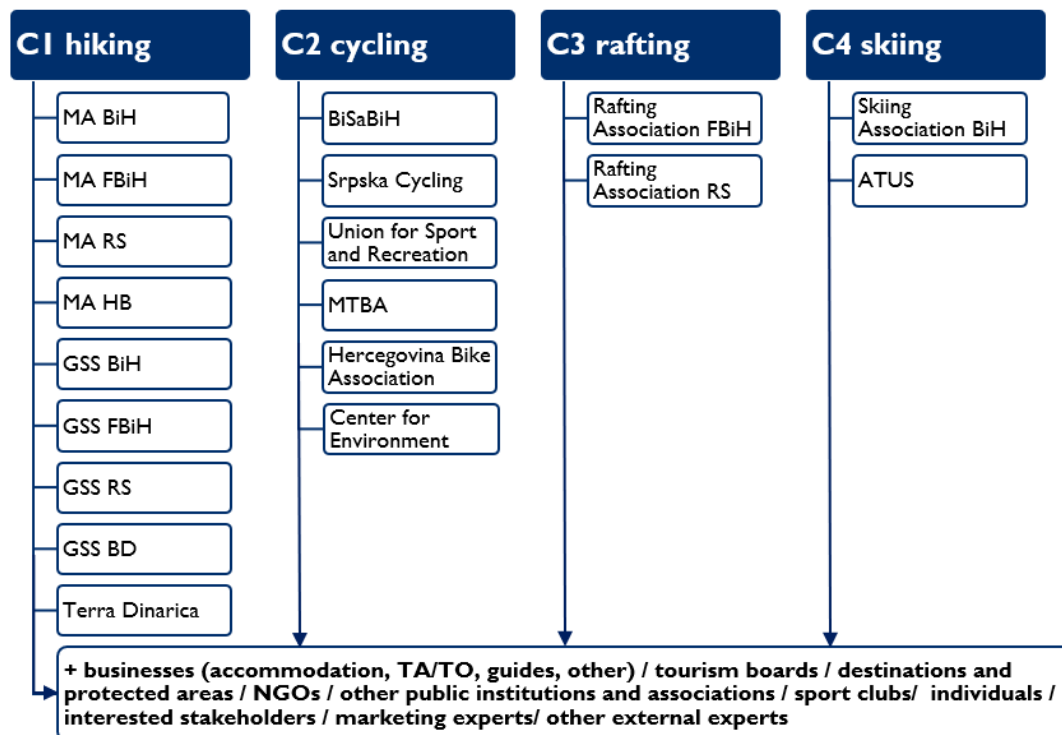 C1 hiking
MA BiH
MA FBiH
MA RS
MA HB
GSS BiH
GSS FBiH
GSS RS
GSS BD
Terra Dinarica
C2 cycling
BiSaBiH
Srpska Cycling
Union for Sport
and Recreation
MTBA
Hercegovina Bike
Association
Center for
Environment
C3 rafting
Rafting
Association FBiH
Rafting
Association RS
C4 skiing
Skiing
Association BiH
ATUS
+ businesses (accommodation, TA/TO, guides, other) / tourism boards / destinations and
protected areas / NGOs / other public institutions and associations / sport clubs/ individuals /
interested stakeholders / marketing experts/ other external experts